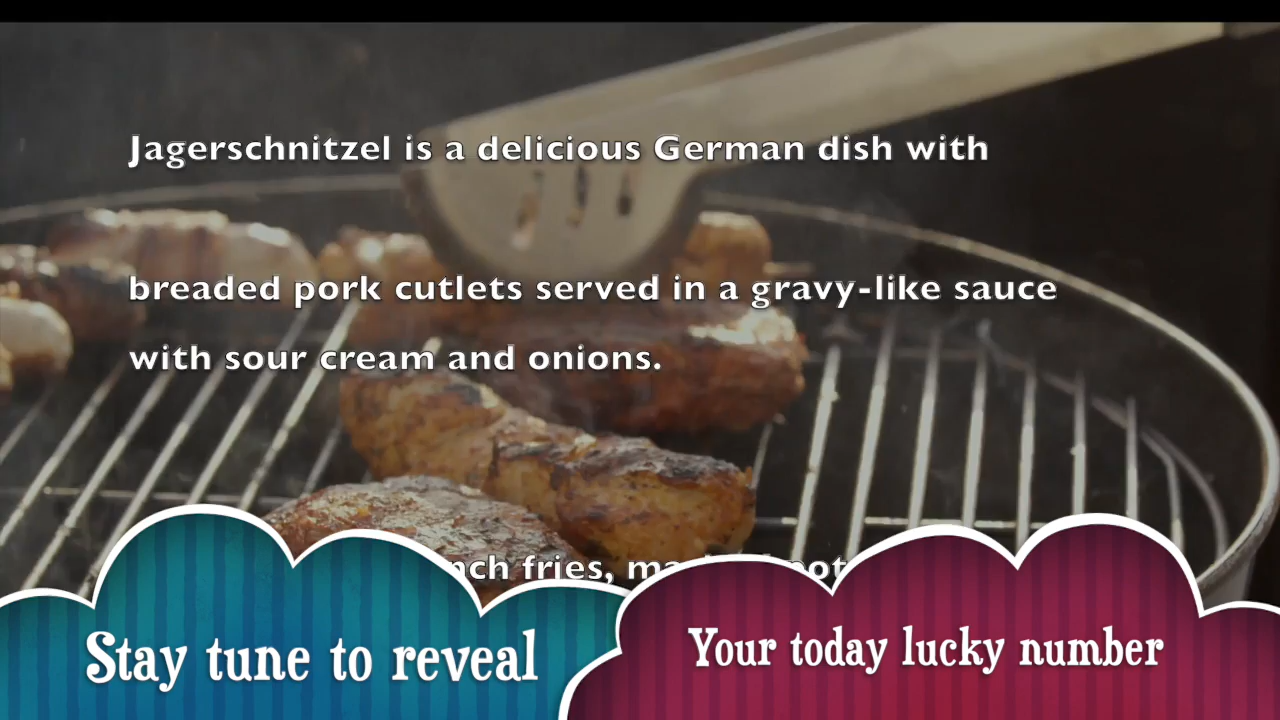 Jagerschnitzel is a delicious German dish with
breaded pork cutlets served in a gravy-like sauce
with sour cream and onions.
fries,
Stay tune to reveal
Your today lucky number